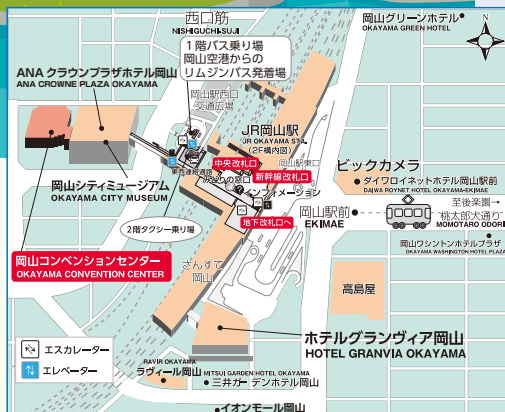 西口筋
NISHIGUCHI-SUJI
岡山グリーンホテル
OKAYAMA GREEN HOTEL
N
1階バス乗り場
岡山空港からの
リムジンバス発着場
ANA クラウンプラザホテル岡山
ANA CROWNE PLAZA OKAYAMA
岡山駅西口
交通広場
JR岡山駅
JR OKAYAMA STA.
(2F構内図)
東西連絡通路
中央改札口
みどりの窓口
新幹線改札口
岡山駅東口
インフォメーション
地下改札口へ
ビックカメラ
ダイワロイネットホテル岡山駅前
DAIWA ROYNET HOTEL OKAYAMA-EKIMAE
岡山シティミュージアム
OKAYAMA CITY MUSEUM
2階タクシー乗り場
岡山駅前
EKIMAE
至後楽園→
桃太郎大通り
MOMOTARO ODORI
岡山ワシントンホテルプラザ
OKAYAMA WASHINGTON HOTEL PLAZA
岡山コンベンションセンター
OKAYAMA CONVENTION CENTER
さんすて
岡山
高島屋
ホテルグランヴィア岡山
HOTEL GRANVIA OKAYAMA
エスカレーター
エレベーター
RAVIR OKAYAMA
ラヴィール岡山
MITSUI GARDEN HOTEL OKAYAMA
三井ガーデンホテル岡山
イオンモール岡山